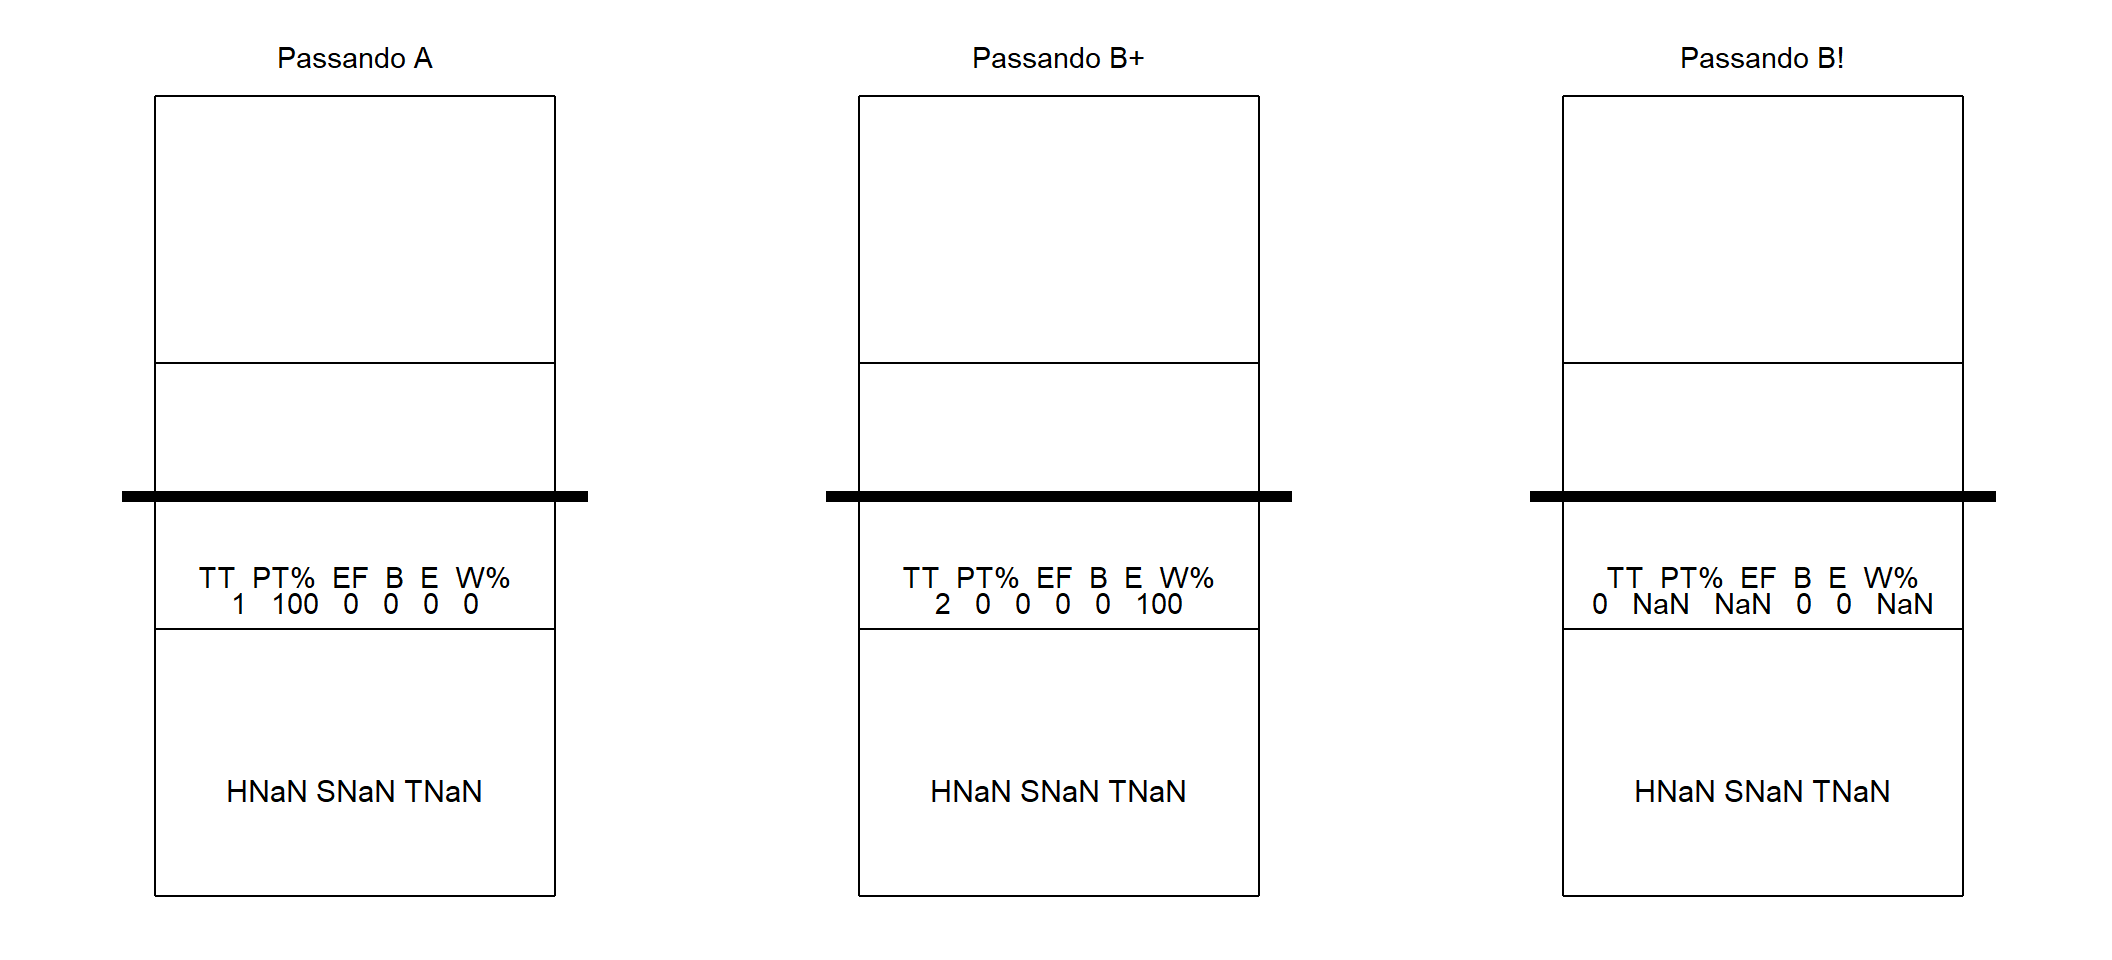 Passando A
TT PT% EF B E W%
1 100 0 0 0 0
HNaN SNaN TNaN
Passando B+
TT PT% EF B E W%
2 0 0 0 0 100
HNaN SNaN TNaN
Passando B!
TT PT% EF B E W%
0 NaN NaN 0 0 NaN
HNaN SNaN TNaN